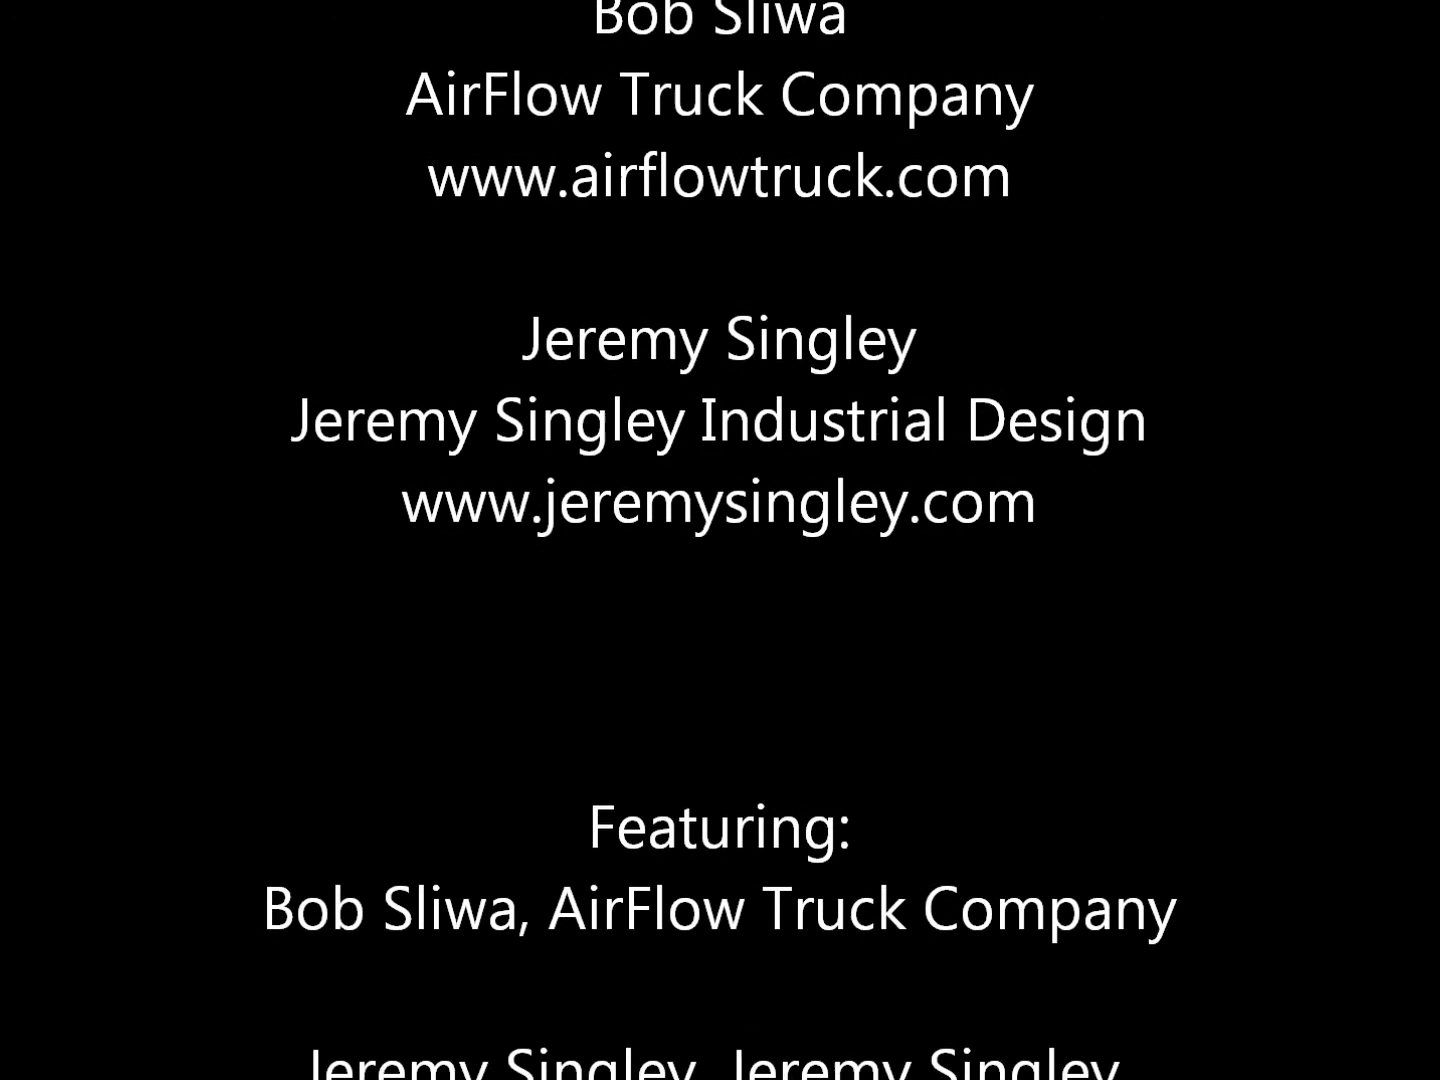 Bob Sliwa
AirFlow Truck Company
www.airflowtruck.com
Jeremy Singley
Jeremy Singley Industrial Design
www.jeremysingley.com
Featuring:
Bob Sliwa, AirFlow Truck Company
Jeremy Singley, Jeremy Singley